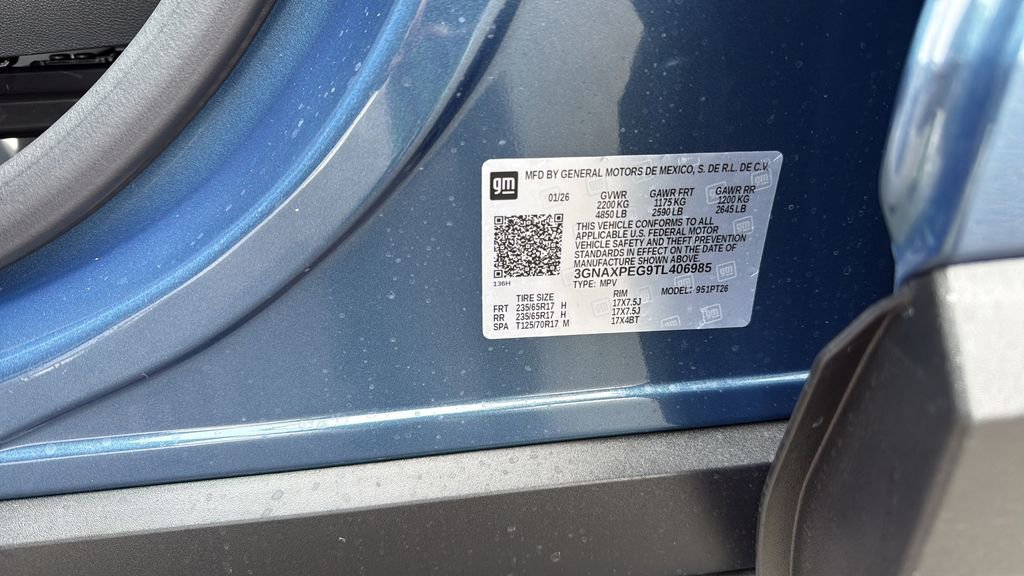 gm
MFD BY GENERAL MOTORS DE MEXICO, S. DE R.L. DE C.V.
01/26 GVWR GAWR FRT GAWR RR
2200 KG 1175 KG 1200 KG
4850 LB 2590 LB 2645 LB
THIS VEHICLE CONFORMS TO ALL
APPLICABLE U.S. FEDERAL MOTOR
VEHICLE SAFETY AND THEFT PREVENTION
STANDARDS IN EFFECT ON THE DATE OF
MANUFACTURE SHOWN ABOVE.
3GNAXPEG9TL406985
136H
TYPE: MPV MODEL: 951PT26
TIRE SIZE RIM
FRT 235/65R17 H 17X7.5J
RR 235/65R17 H 17X7.5J
SPA T125/70R17 M 17X4BT